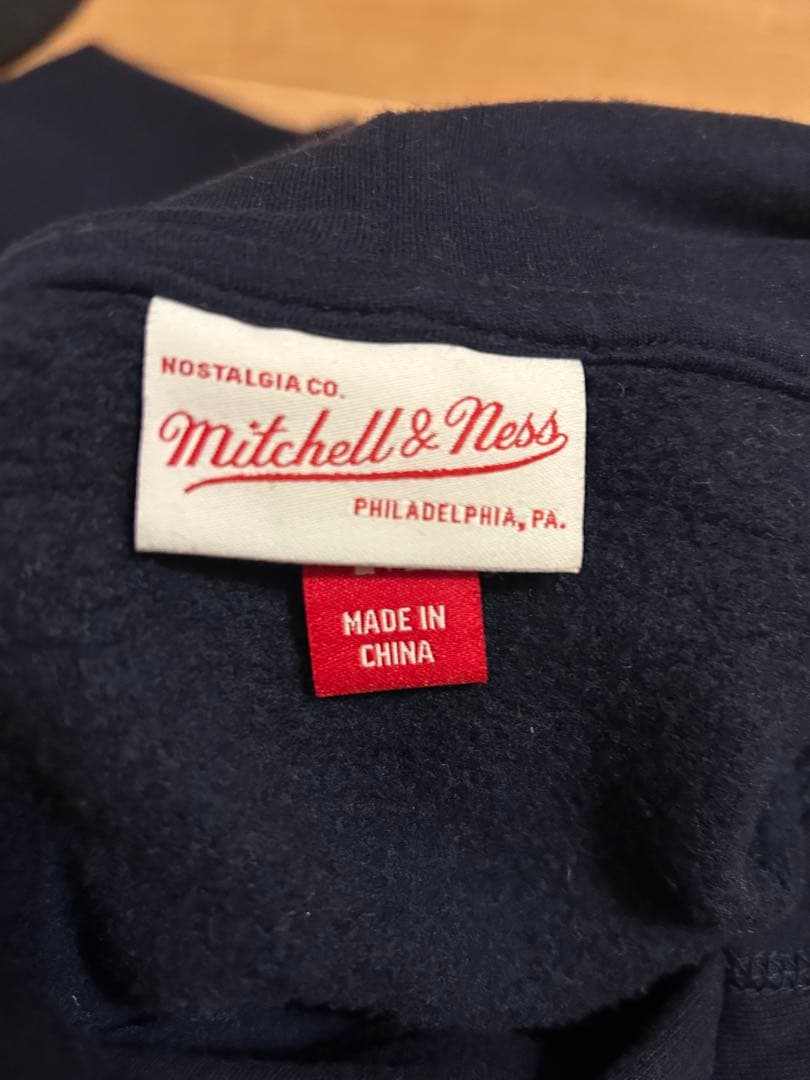 NOSTALGIA CO.
Mitchell & Ness
PHILADELPHIA, PA.
MADE IN
CHINA